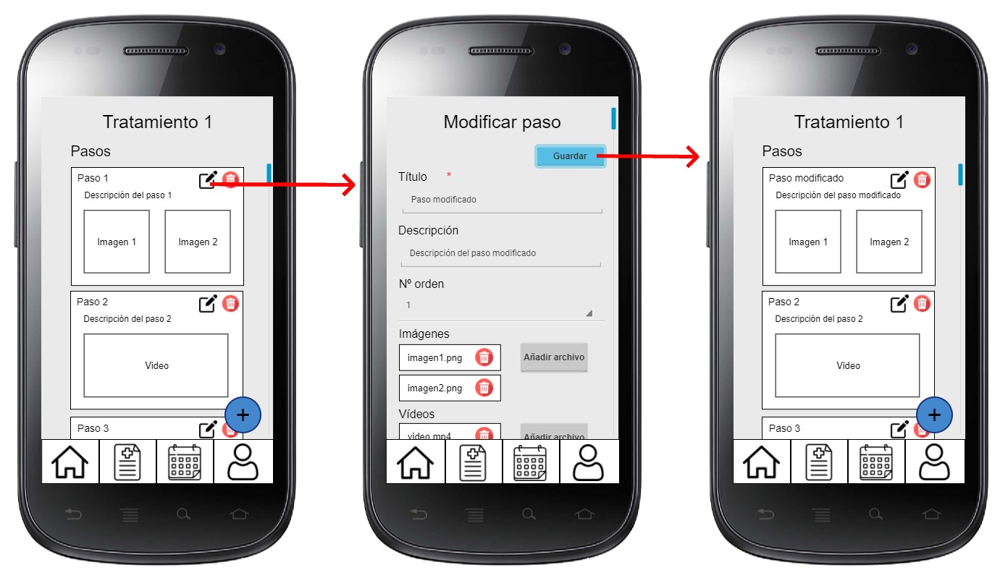 Tratamiento 1
Pasos
Paso 1
Descripción del paso 1
Imagen 1
Imagen 2
Paso 2
Descripción del paso 2
Video
Paso 3
+
Modificar paso
Guardar
Título *
Paso modificado
Descripción
Descripción del paso modificado
Nº orden
1
Imágenes
imagen1.png
Añadir archivo
imagen2.png
Vídeos
video.mp4
Añadir archivo
Tratamiento 1
Pasos
Paso modificado
Descripción del paso modificado
Imagen 1
Imagen 2
Paso 2
Descripción del paso 2
Video
Paso 3
+